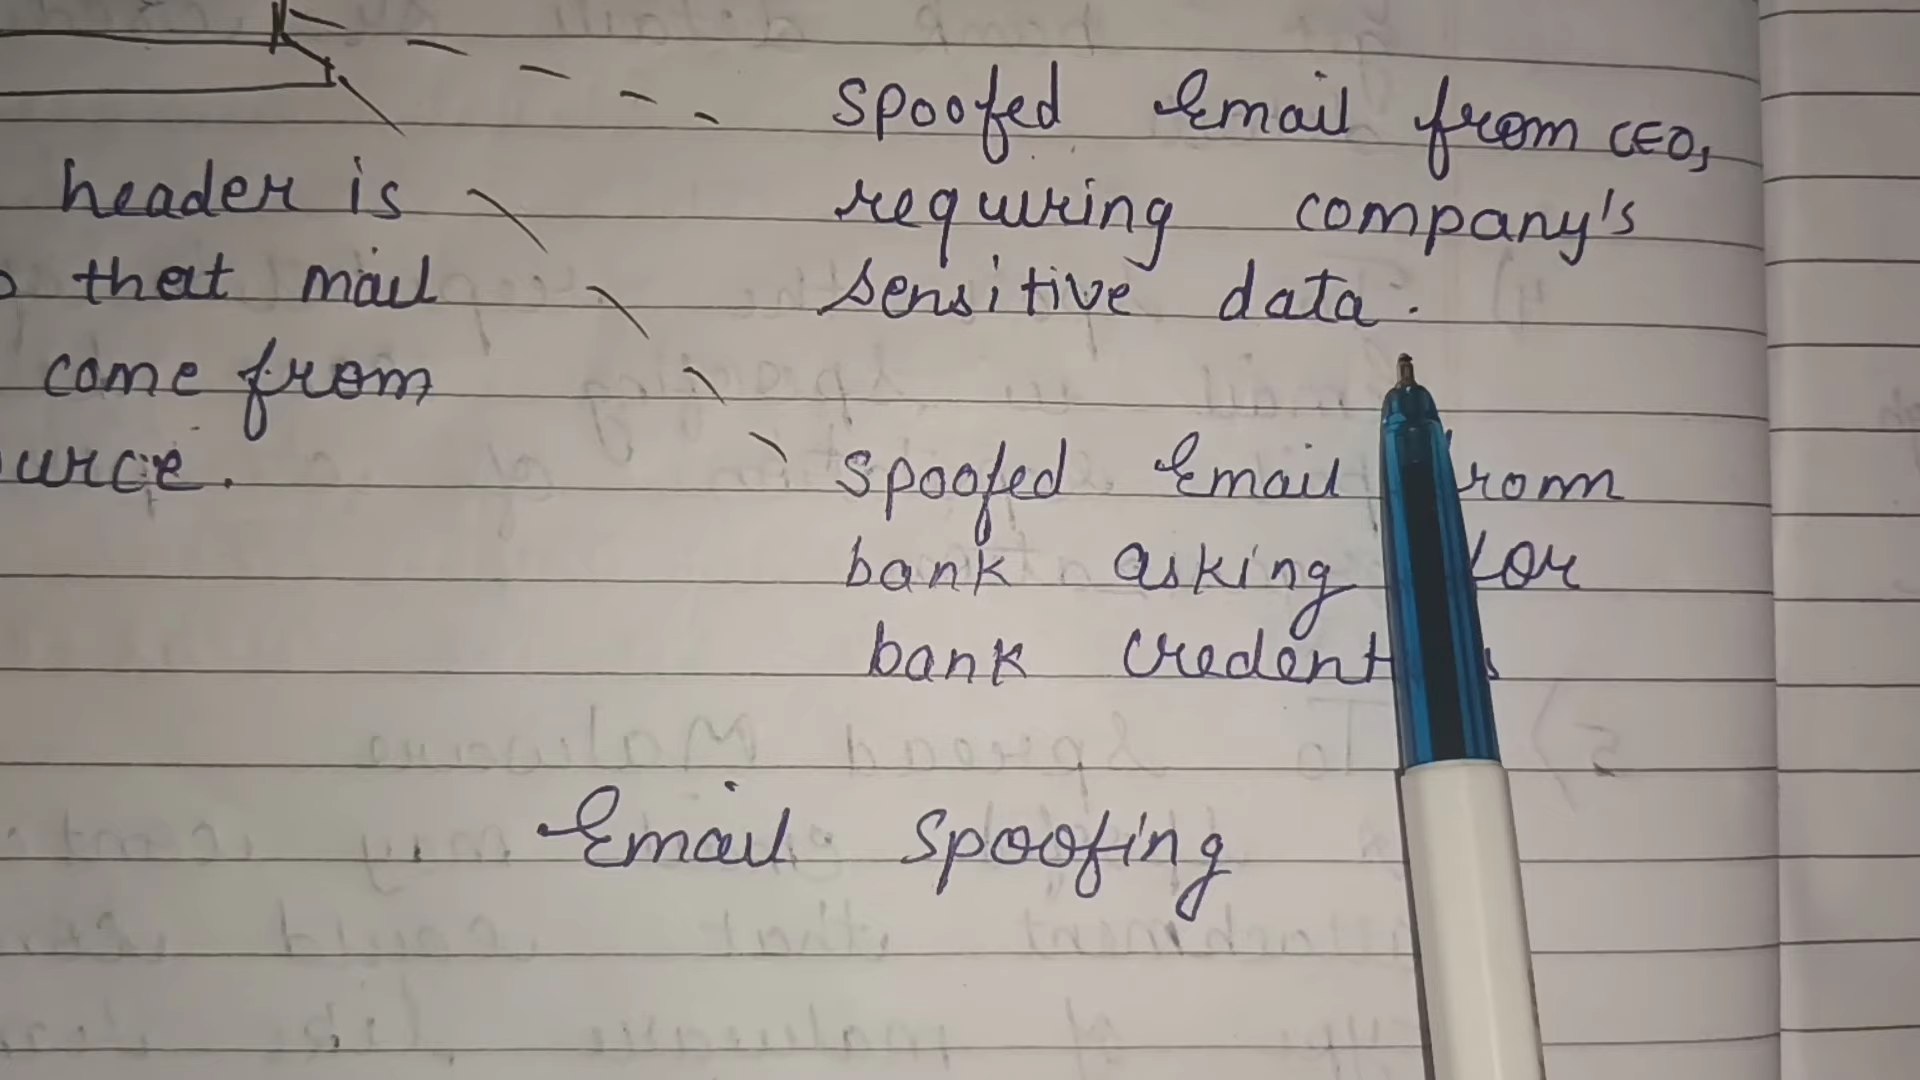 Spoofed Email from CEO,
requiring company's
sensitive data.
header is
that mail
come from
Spoofed Email
bank asking for
bank
Email Spoofing